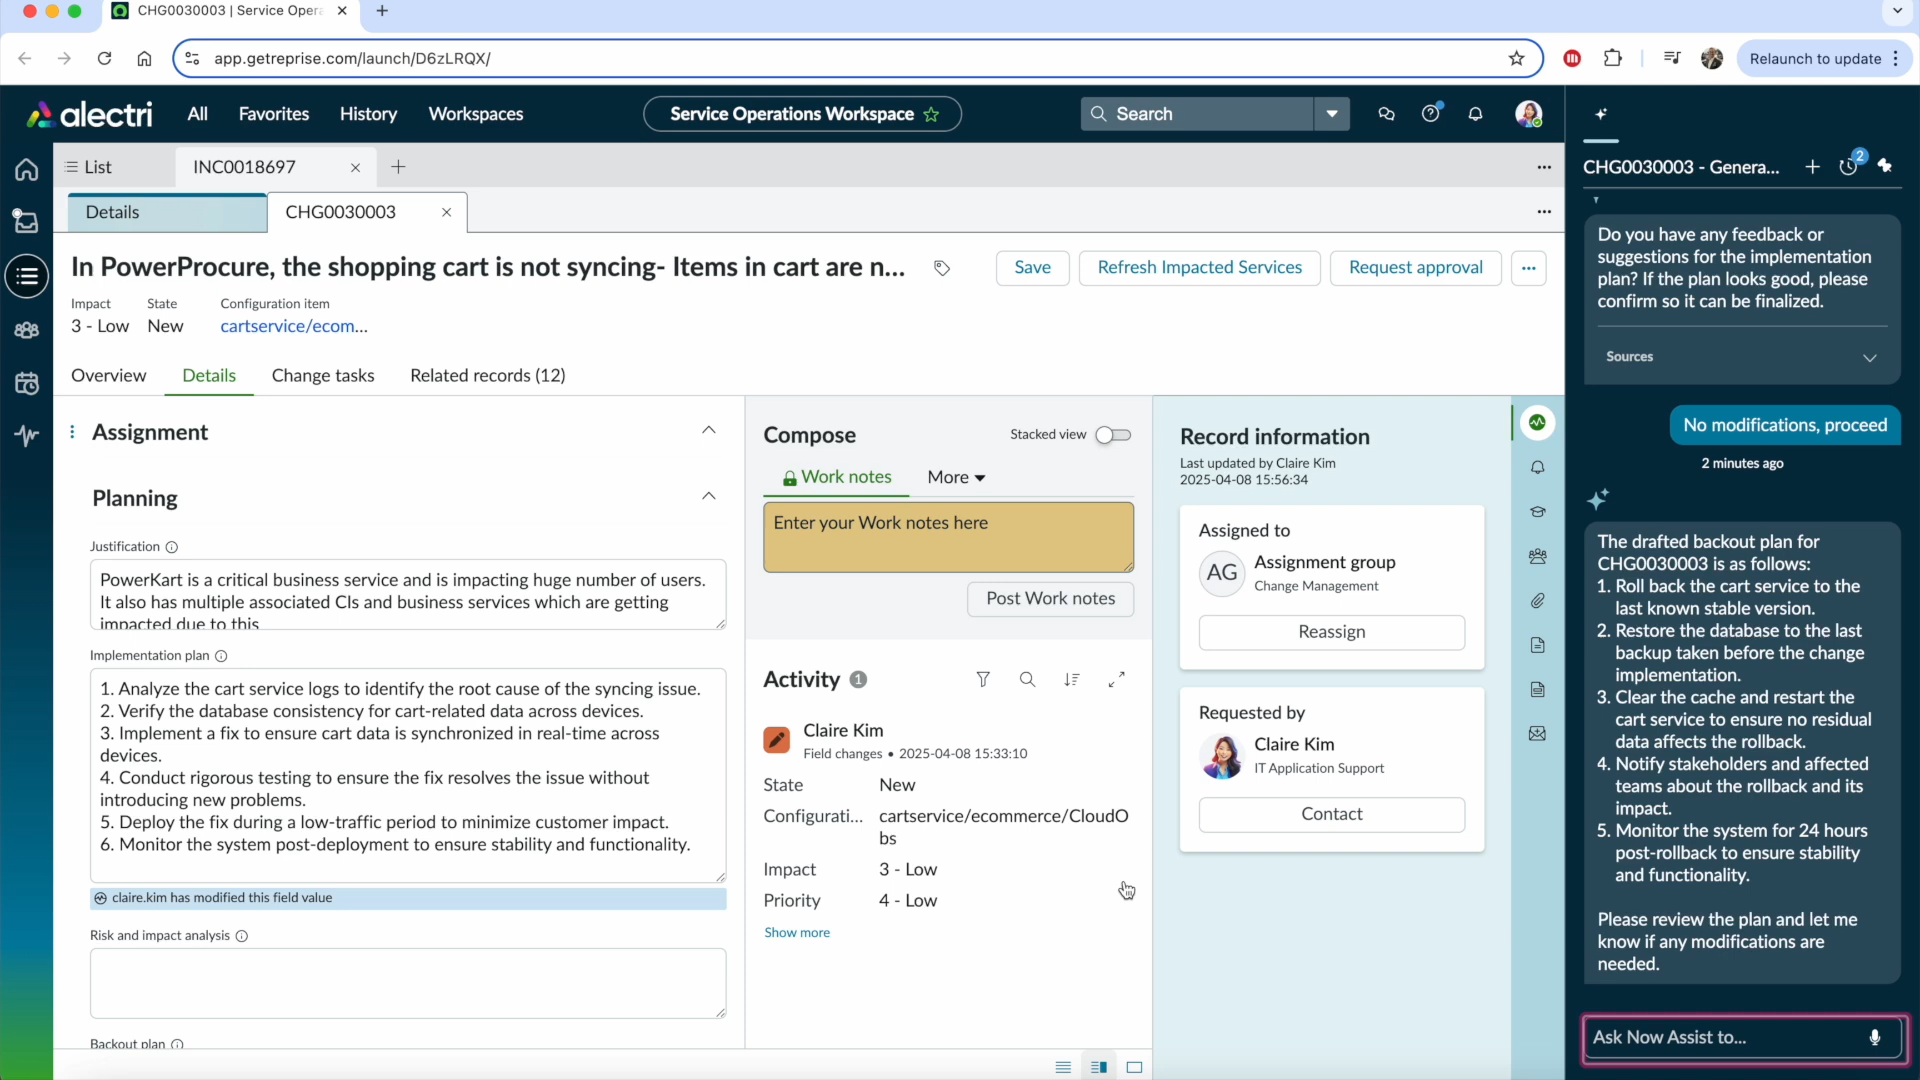 CHG0030003 | Service Opera
app.getreprise.com/launch/D6zLRQX/
Relaunch to update
alectri
All
Favorites
History
Workspaces
Service Operations Workspace
Search
List
INC0018697
Details
CHG0030003
In PowerProcure, the shopping cart is not syncing- Items in cart are n...
Save
Refresh Impacted Services
Request approval
Impact
State
Configuration item
3 - Low
New
cartservice/ecom...
Overview
Details
Change tasks
Related records (12)
Assignment
Planning
Justification
PowerKart is a critical business service and is impacting huge number of users.
It also has multiple associated CIs and business services which are getting
impacted due to this
Implementation plan
1. Analyze the cart service logs to identify the root cause of the syncing issue.
2. Verify the database consistency for cart-related data across devices.
3. Implement a fix to ensure cart data is synchronized in real-time across
devices.
4. Conduct rigorous testing to ensure the fix resolves the issue without
introducing new problems.
5. Deploy the fix during a low-traffic period to minimize customer impact.
6. Monitor the system post-deployment to ensure stability and functionality.
claire.kim has modified this field value
Risk and impact analysis
Backout plan
Compose
Stacked view
Work notes
More
Enter your Work notes here
Post Work notes
Activity 1
Claire Kim
Field changes • 2025-04-08 15:33:10
State New
Configurati... cartservice/ecommerce/CloudO
bs
Impact 3 - Low
Priority 4 - Low
Show more
Record information
Last updated by Claire Kim
2025-04-08 15:56:34
Assigned to
AG
Assignment group
Change Management
Reassign
Requested by
Claire Kim
IT Application Support
Contact
CHG0030003 - Genera...
2
Do you have any feedback or
suggestions for the implementation
plan? If the plan looks good, please
confirm so it can be finalized.
Sources
No modifications, proceed
2 minutes ago
The drafted backout plan for
CHG0030003 is as follows:
1. Roll back the cart service to the
last known stable version.
2. Restore the database to the last
backup taken before the change
implementation.
3. Clear the cache and restart the
cart service to ensure no residual
data affects the rollback.
4. Notify stakeholders and affected
teams about the rollback and its
impact.
5. Monitor the system for 24 hours
post-rollback to ensure stability
and functionality.
Please review the plan and let me
know if any modifications are
needed.
Ask Now Assist to...